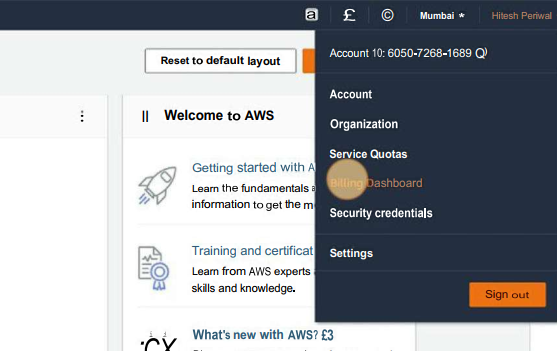 a £ © Mumbai * Hitesh Periwal
Account 10: 6050-7268-1689
Reset to default layout
Account
Welcome to AWS
Organization
Service Quotas
Getting started with A
Billing Dashboard
Learn the fundamentals a
information to get the m
Security credentials
Training and certificat
Settings
Learn from AWS experts a
skills and knowledge.
Sign out
What's new with AWS? £3